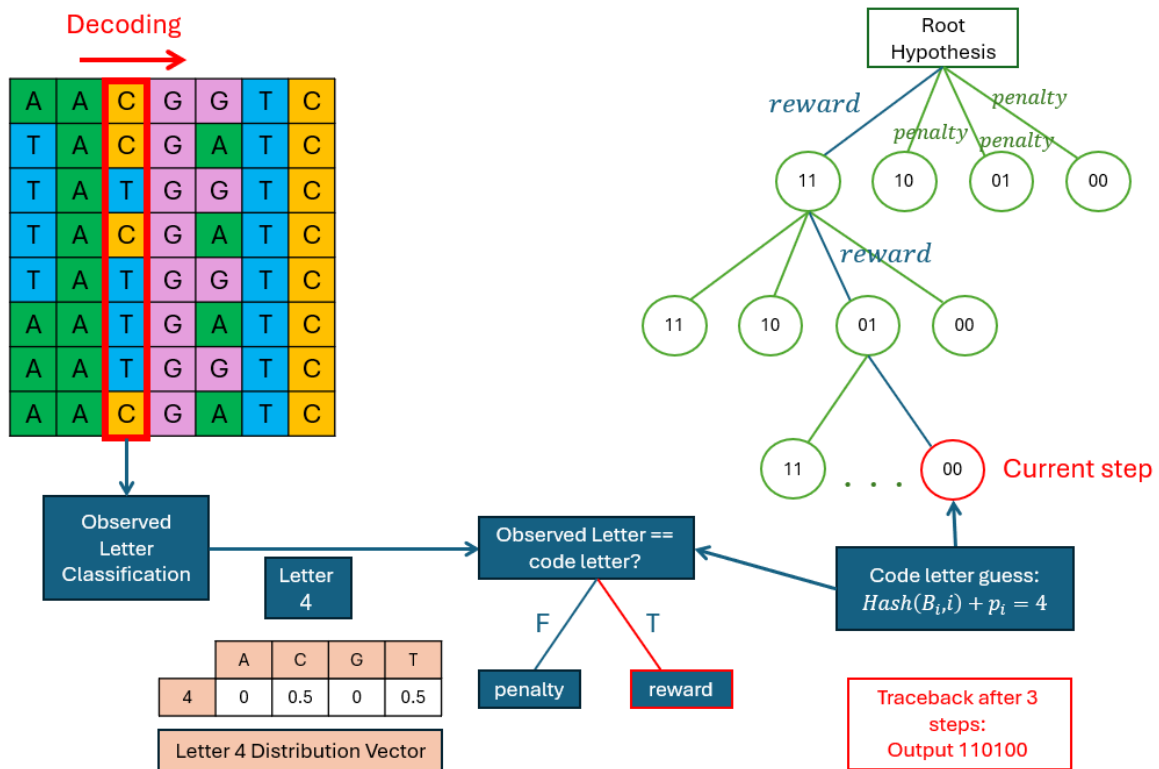 Decoding
A A C G G T C
T A C G A T C
T A T G G T C
T A C G A T C
T A T G G T C
A A T G A T C
A A T G G T C
A A C G A T C
Observed
Letter
Classification
Letter
4
A C G T
4 0 0.5 0 0.5
Letter 4 Distribution Vector
Observed Letter ==
code letter?
F T
penalty reward
Root
Hypothesis
reward penalty penalty penalty
11 10 01 00
reward
11 10 01 00
11 . . . 00 Current step
Code letter guess:
Hash(Bᵢ,i) + pᵢ = 4
Traceback after 3
steps:
Output 110100